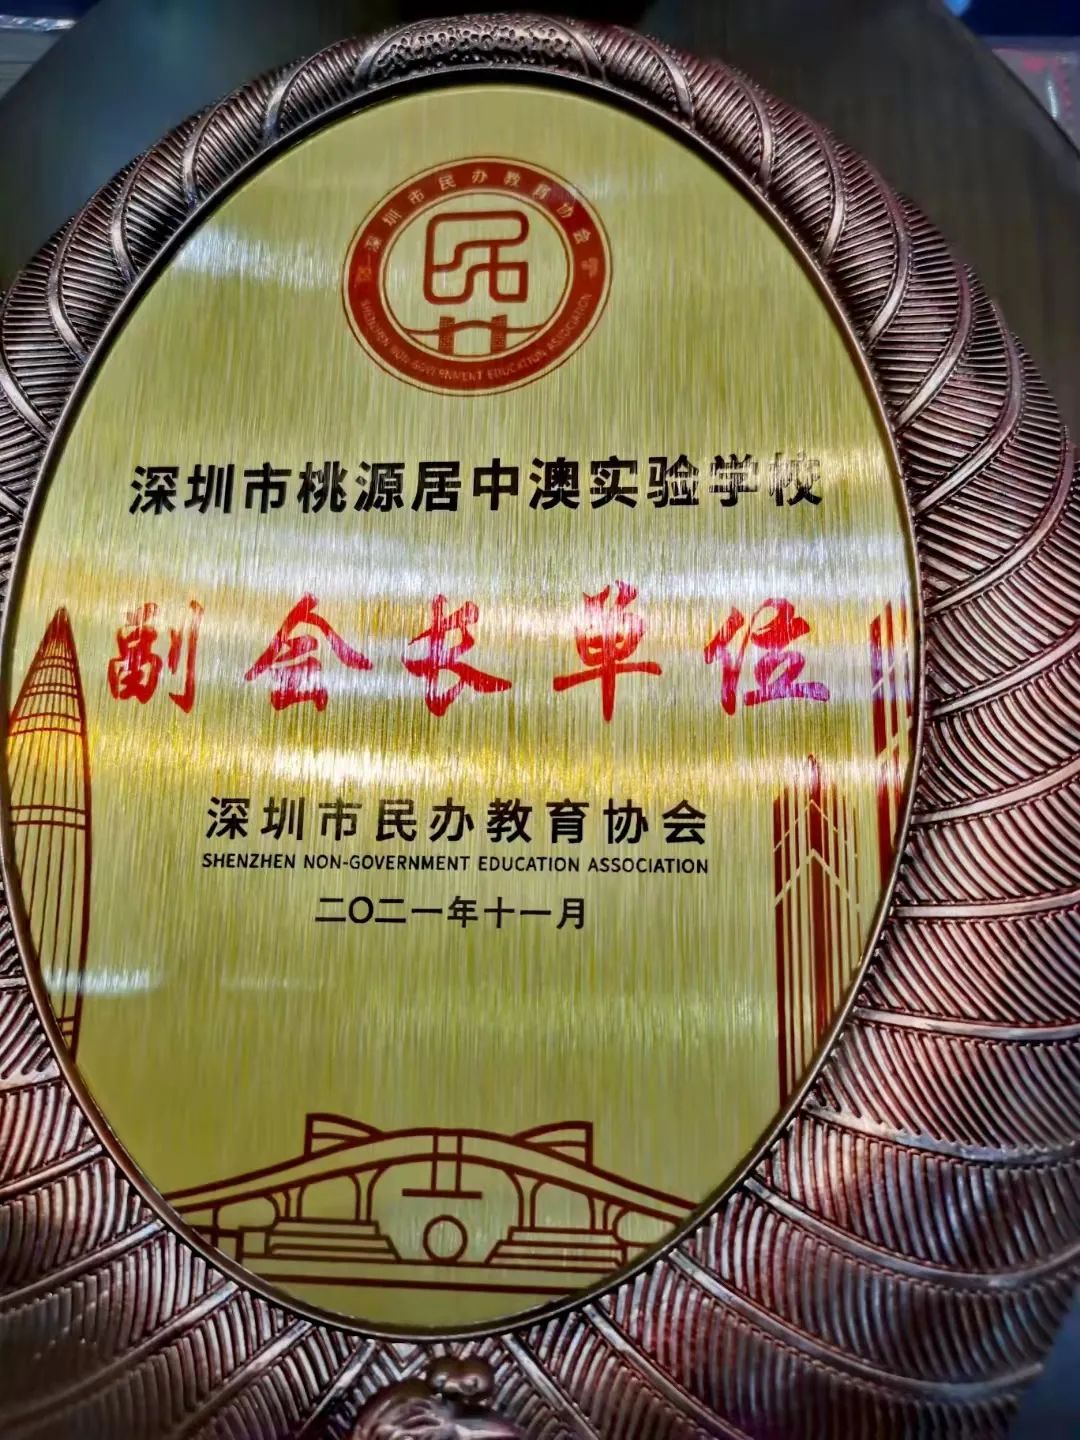 深圳市民办教育协会
SHENZHEN NON-GOVERNMENT EDUCATION ASSOCIATION
深圳市桃源居中澳实验学校
副会长单位
深圳市民办教育协会
SHENZHEN NON-GOVERNMENT EDUCATION ASSOCIATION
二〇二一年十一月